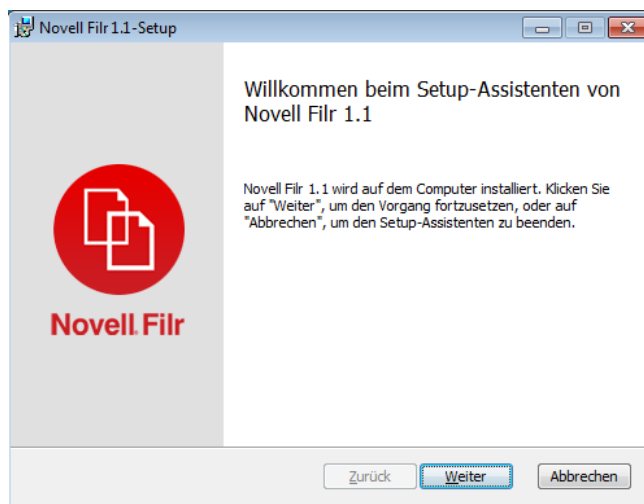 Novell Filr 1.1-Setup
Willkommen beim Setup-Assistenten von
Novell Filr 1.1
Novell Filr 1.1 wird auf dem Computer installiert. Klicken Sie
auf "Weiter", um den Vorgang fortzusetzen, oder auf
"Abbrechen", um den Setup-Assistenten zu beenden.
Novell Filr
Zurück
Weiter
Abbrechen